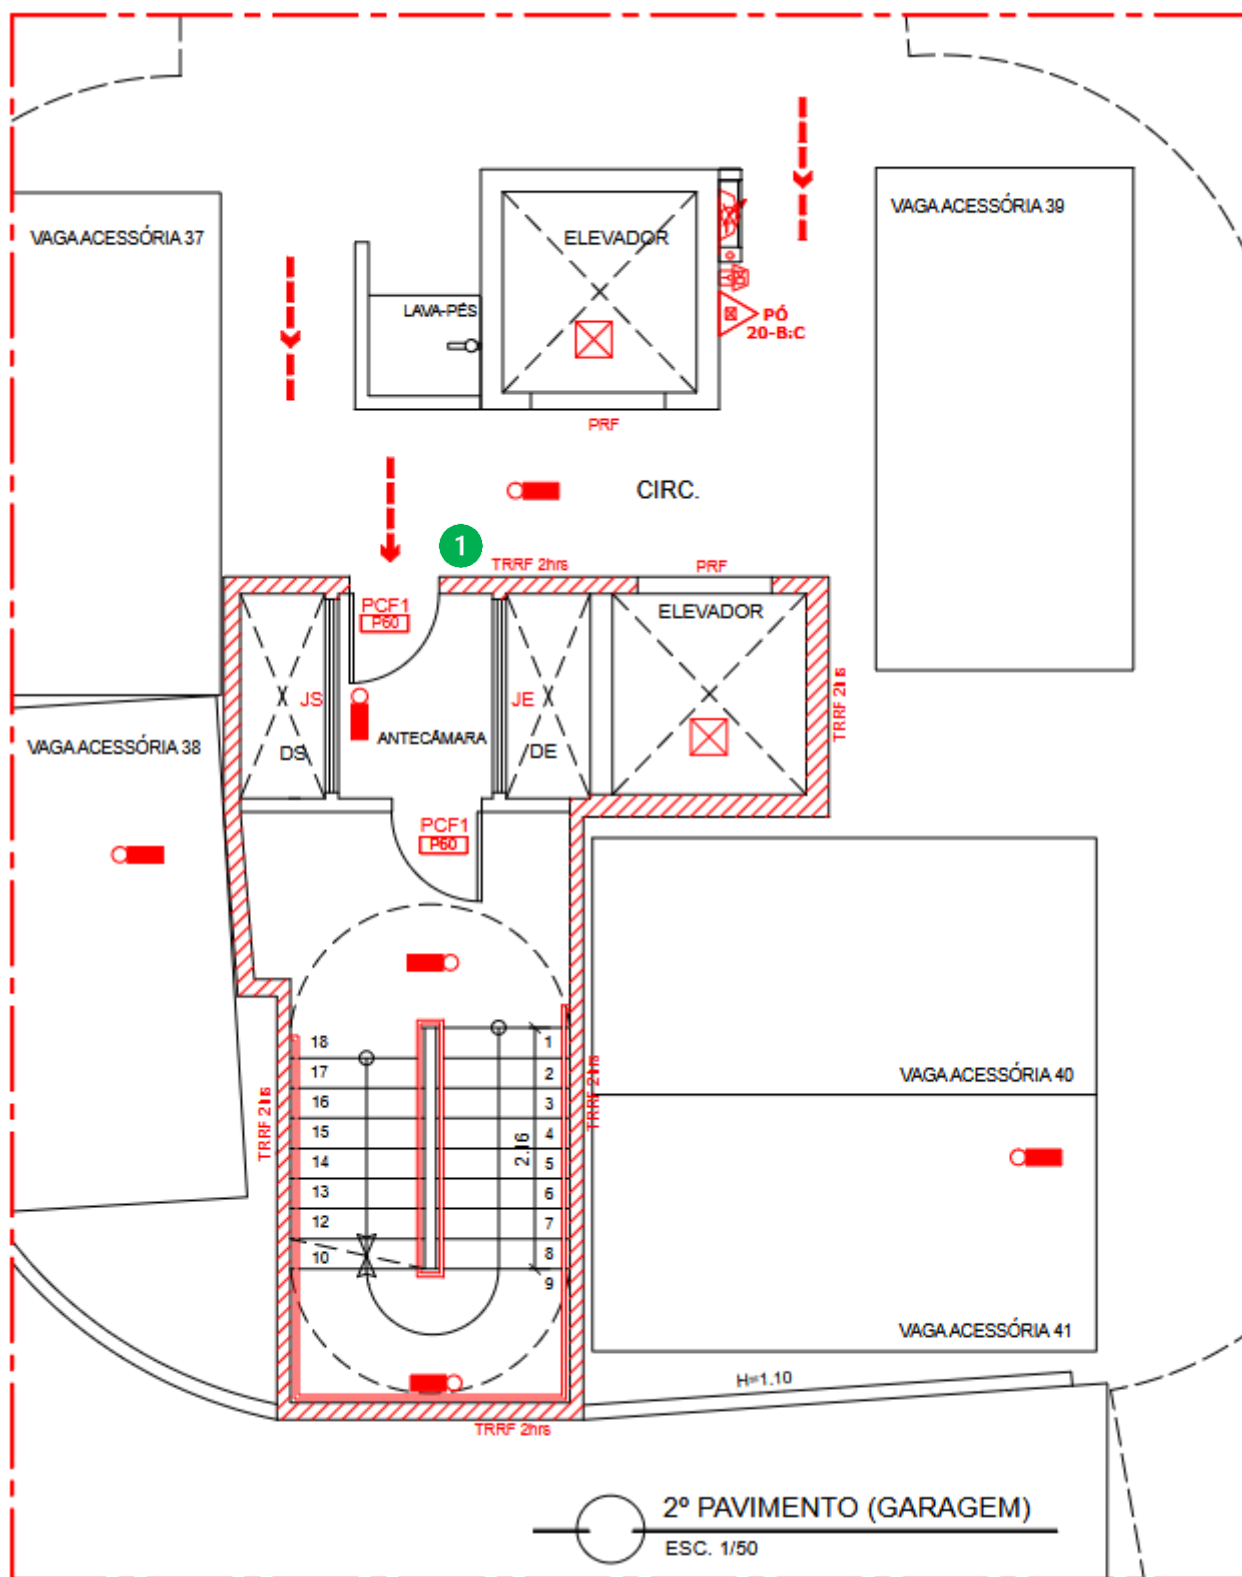 VAGA ACESSÓRIA 37
ELEVADOR
VAGA ACESSÓRIA 39
LAVA-PÉS
PÓ
20-B:C
PRF
CIRC.
1
TRRF 2hrs
PRF
PCF1
P60
ELEVADOR
JS
JE
TRRF 2hrs
VAGA ACESSÓRIA 38
DS
ANTECÂMARA
DE
PCF1
P60
18
1
17
2
VAGA ACESSÓRIA 40
16
3
TRRF 2hrs
TRRF 2hrs
15
4
2.16
14
5
13
6
12
7
10
8
9
VAGA ACESSÓRIA 41
H=1.10
TRRF 2hrs
2º PAVIMENTO (GARAGEM)
ESC. 1/50